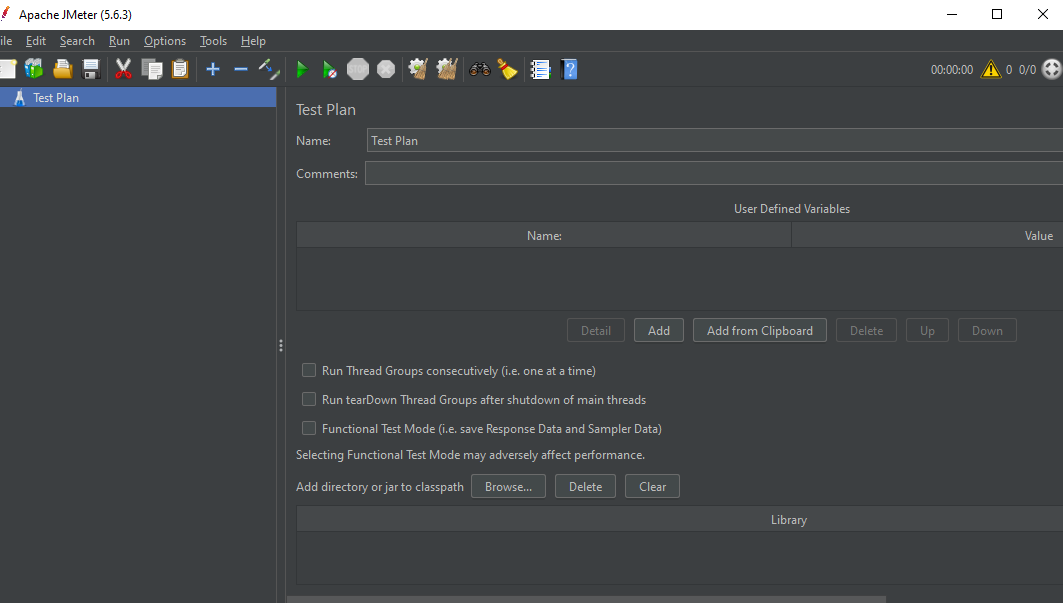 Apache JMeter (5.6.3)
ile Edit Search Run Options Tools Help
00:00:00 0 0/0
Test Plan
Test Plan
Name: Test Plan
Comments:
User Defined Variables
Name: Value
Detail Add Add from Clipboard Delete Up Down
Run Thread Groups consecutively (i.e. one at a time)
Run tearDown Thread Groups after shutdown of main threads
Functional Test Mode (i.e. save Response Data and Sampler Data)
Selecting Functional Test Mode may adversely affect performance.
Add directory or jar to classpath Browse... Delete Clear
Library